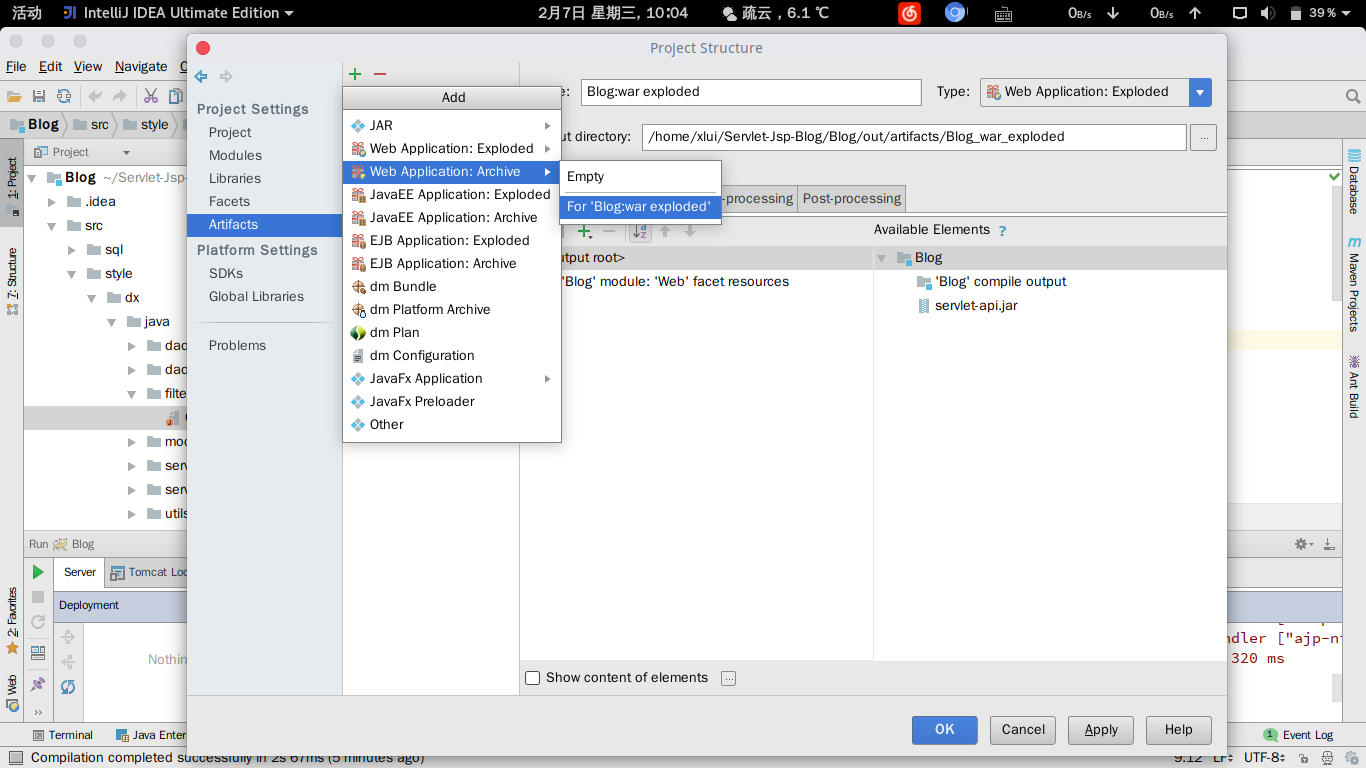 活动 IntelliJ IDEA Ultimate Edition 2月7日 星期三, 10:04 疏云，6.1 ℃ 0B/s 0B/s 39%
Project Structure
File Edit View Navigate
Blog src style
Project
1: Project
7: Structure
2: Favorites
Web
Blog ~/Servlet-Jsp-
.idea
src
sql
style
dx
java
filte
utils
Project Settings
Project
Modules
Libraries
Facets
Artifacts
Platform Settings
SDKs
Global Libraries
Problems
Add
JAR
Web Application: Exploded
Web Application: Archive
JavaEE Application: Exploded
JavaEE Application: Archive
EJB Application: Exploded
EJB Application: Archive
dm Bundle
dm Platform Archive
dm Plan
dm Configuration
JavaFx Application
JavaFx Preloader
Other
Empty
For 'Blog:war exploded'
e: Blog:war exploded Type: Web Application: Exploded
ut directory: /home/xlui/Servlet-Jsp-Blog/Blog/out/artifacts/Blog_war_exploded ...
-processing Post-processing
Available Elements ?
utput root>
'Blog' module: 'Web' facet resources
Blog
'Blog' compile output
servlet-api.jar
Show content of elements ...
OK Cancel Apply Help
Database
Maven Projects
Ant Build
Run Blog
Server Tomcat Loc
Deployment
Nothin
ndler ["ajp-n
320 ms
Terminal Java Enter Event Log
Compilation completed successfully in 2s 67ms (5 minutes ago) 9:12 LF UTF-8